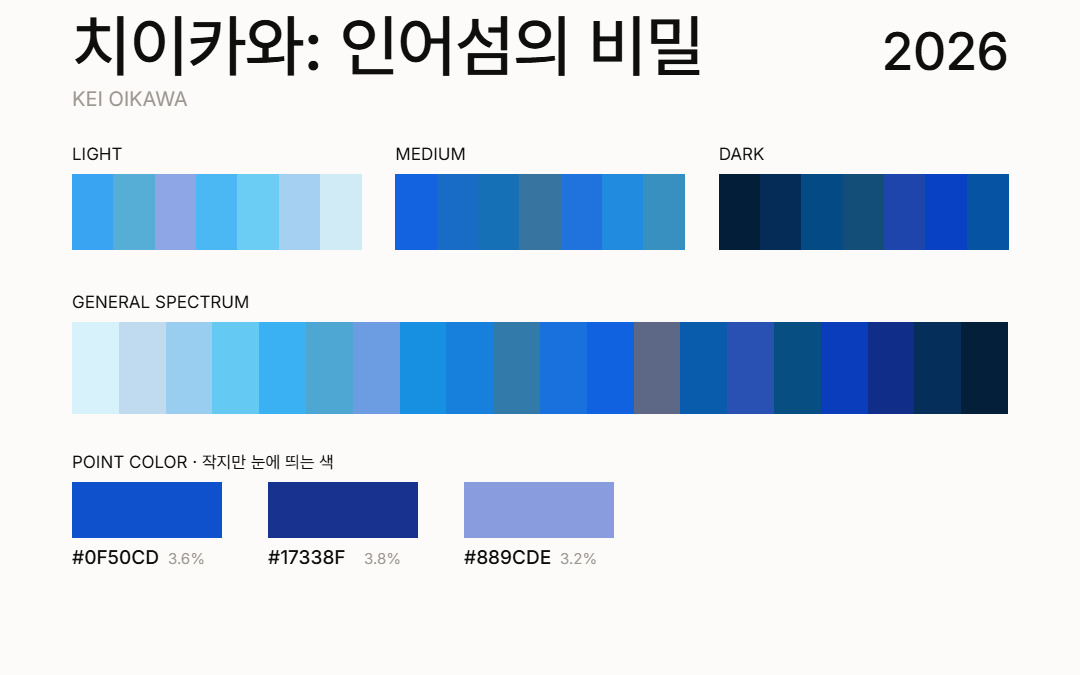 치이카와: 인어섬의 비밀 2026
KEI OIKAWA
LIGHT MEDIUM DARK
GENERAL SPECTRUM
POINT COLOR · 작지만 눈에 띄는 색
#0F50CD 3.6% #17338F 3.8% #889CDE 3.2%